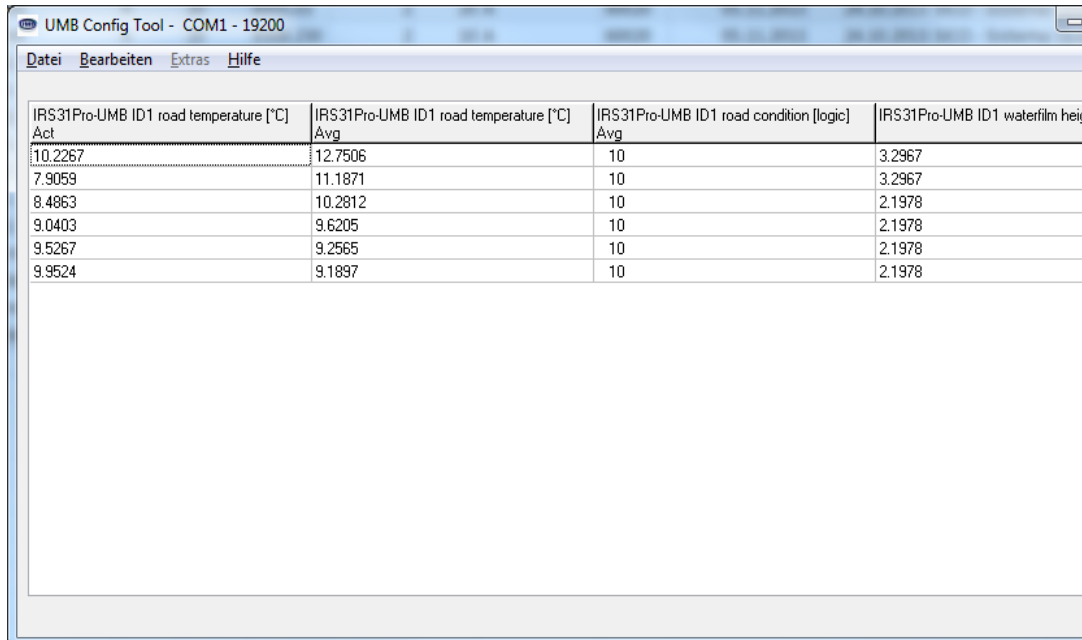 UMB Config Tool - COM1 - 19200
Datei Bearbeiten Extras Hilfe
IRS31Pro-UMB ID1 road temperature [°C] IRS31Pro-UMB ID1 road temperature [°C] IRS31Pro-UMB ID1 road condition [logic] IRS31Pro-UMB ID1 waterfilm heig
Act Avg Avg
10.2267 12.7506 10 3.2967
7.9059 11.1871 10 3.2967
8.4863 10.2812 10 2.1978
9.0403 9.6205 10 2.1978
9.5267 9.2565 10 2.1978
9.9524 9.1897 10 2.1978